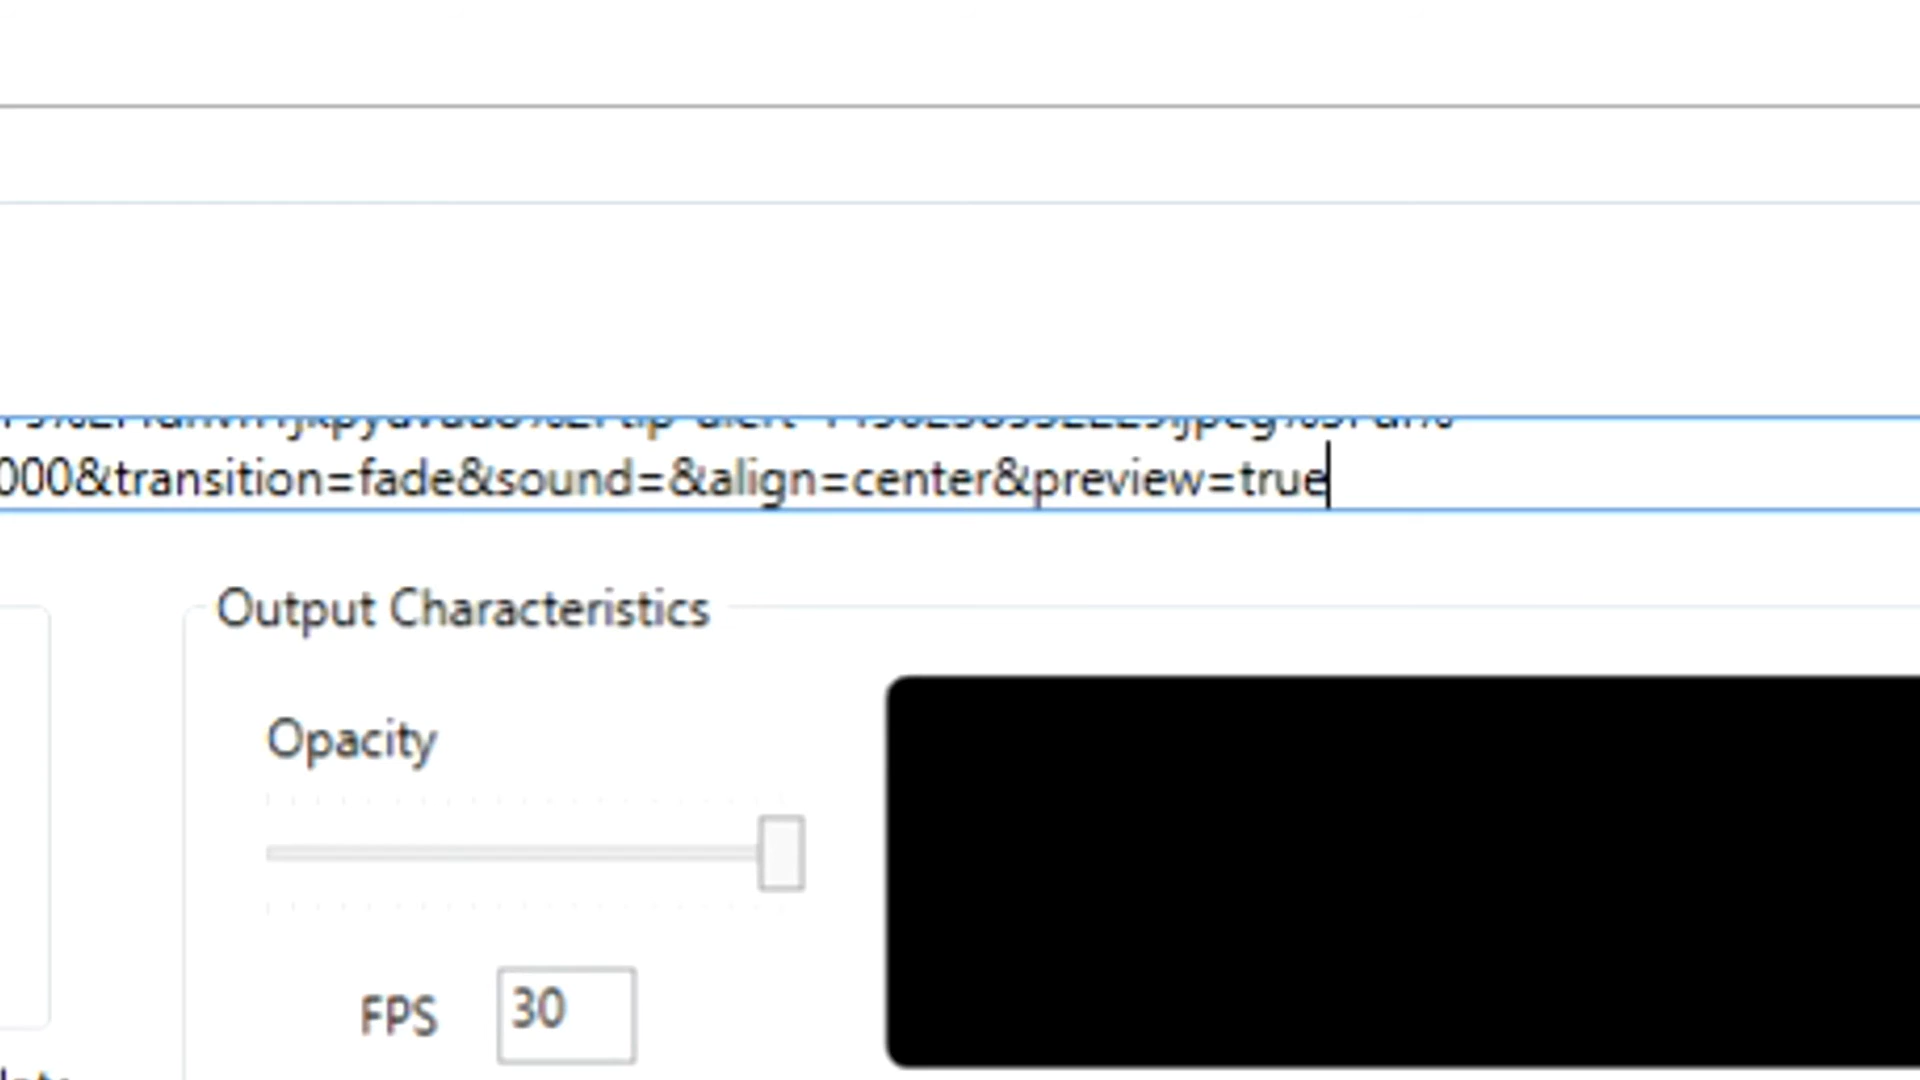 000&transition=fade&sound=&align=center&preview=true
Output Characteristics
Opacity
FPS
30